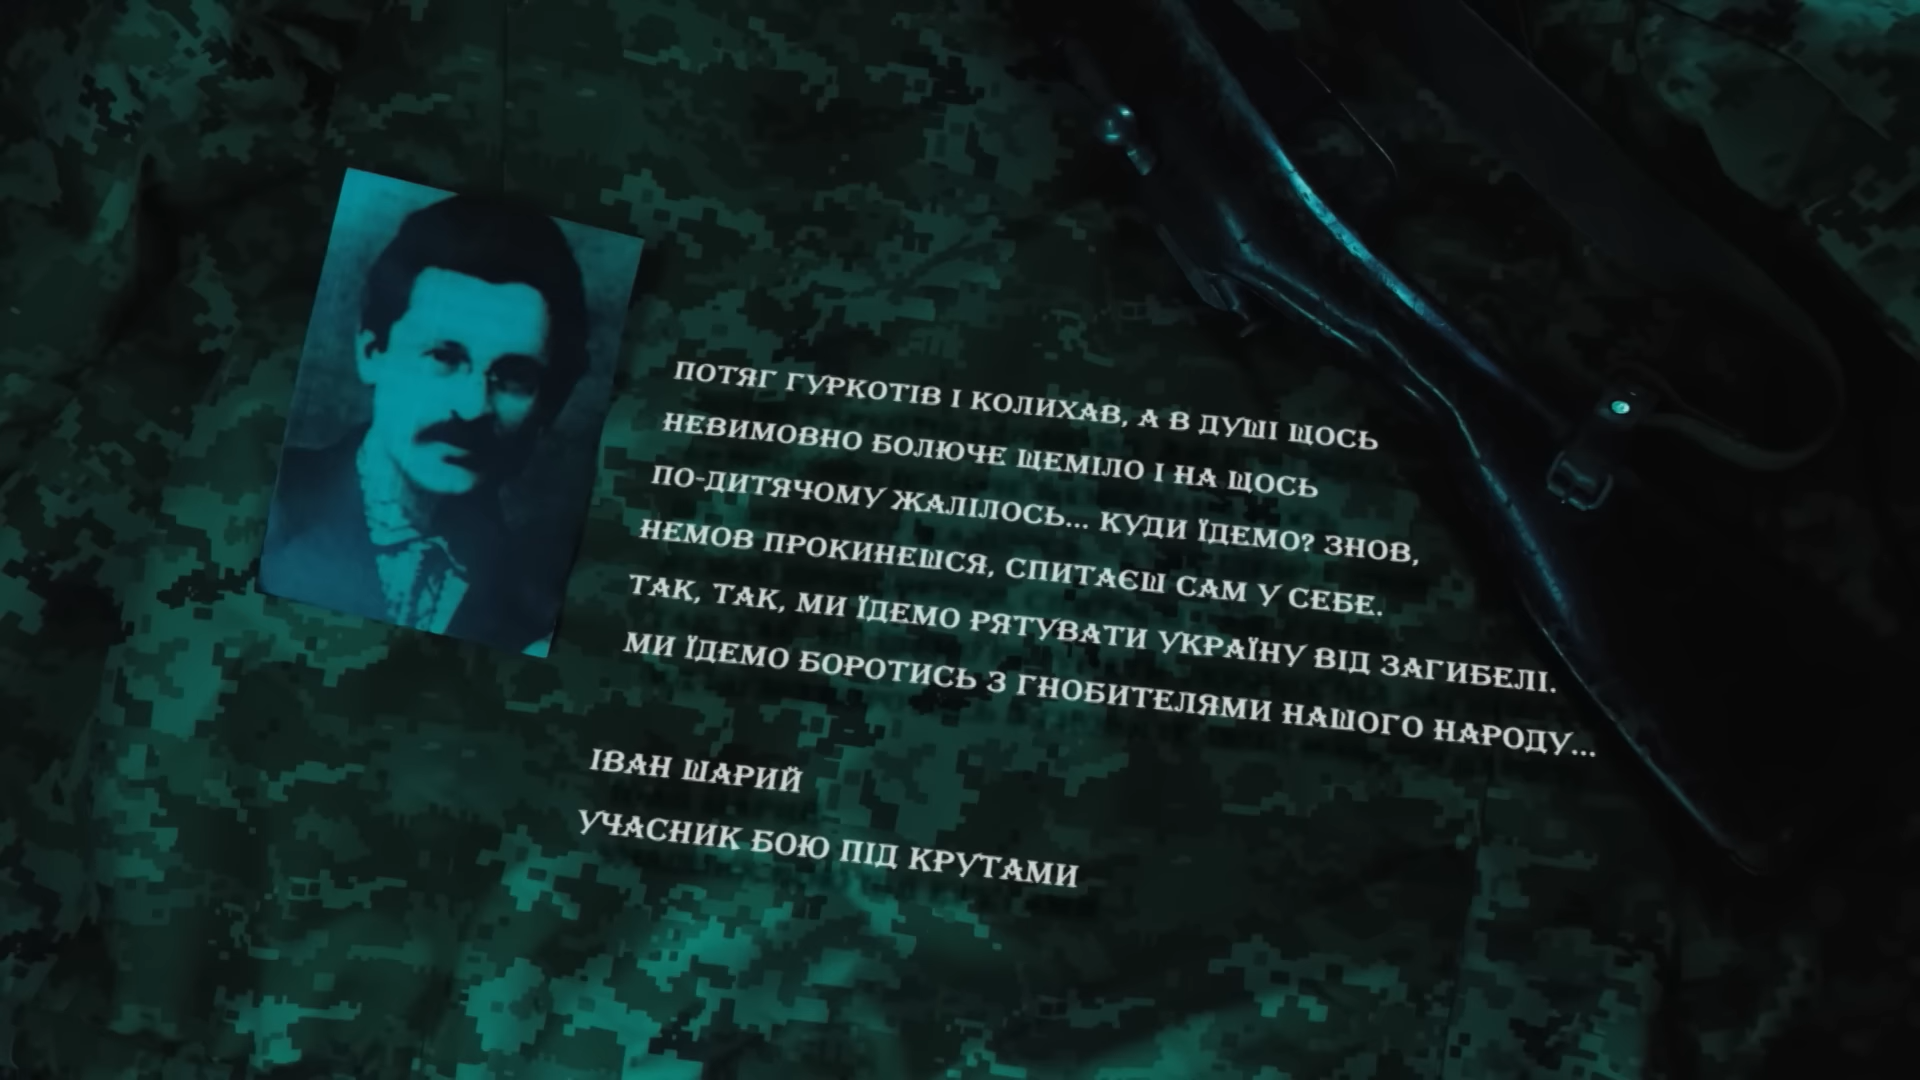 ПОТЯГ ГУРКОТІВ І КОЛИХАВ, А В ДУШІ ЩОСЬ
НЕВИМОВНО БОЛЮЧЕ ЩЕМІЛО І НА ЩОСЬ
ПО-ДИТЯЧОМУ ЖАЛІЛОСЬ... КУДИ ЇДЕМО? ЗНОВ,
НЕМОВ ПРОКИНЕШСЯ, СПИТАЄШ САМ У СЕБЕ.
ТАК, ТАК, МИ ЇДЕМО РЯТУВАТИ УКРАЇНУ ВІД ЗАГИБЕЛІ.
МИ ЇДЕМО БОРОТИСЬ З ГНОБИТЕЛЯМИ НАШОГО НАРОДУ...
ІВАН ШАРИЙ
УЧАСНИК БОЮ ПІД КРУТАМИ